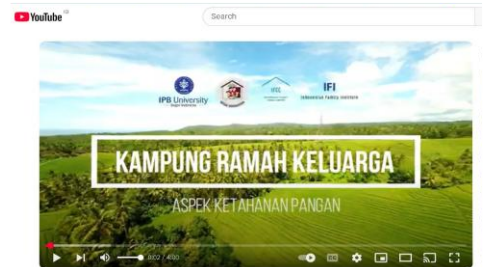 YouTube
Search
IPB University
IFI
Indonesian Family Institute
KAMPUNG RAMAH KELUARGA
ASPEK KETAHANAN PANGAN
0:02 / 4:00